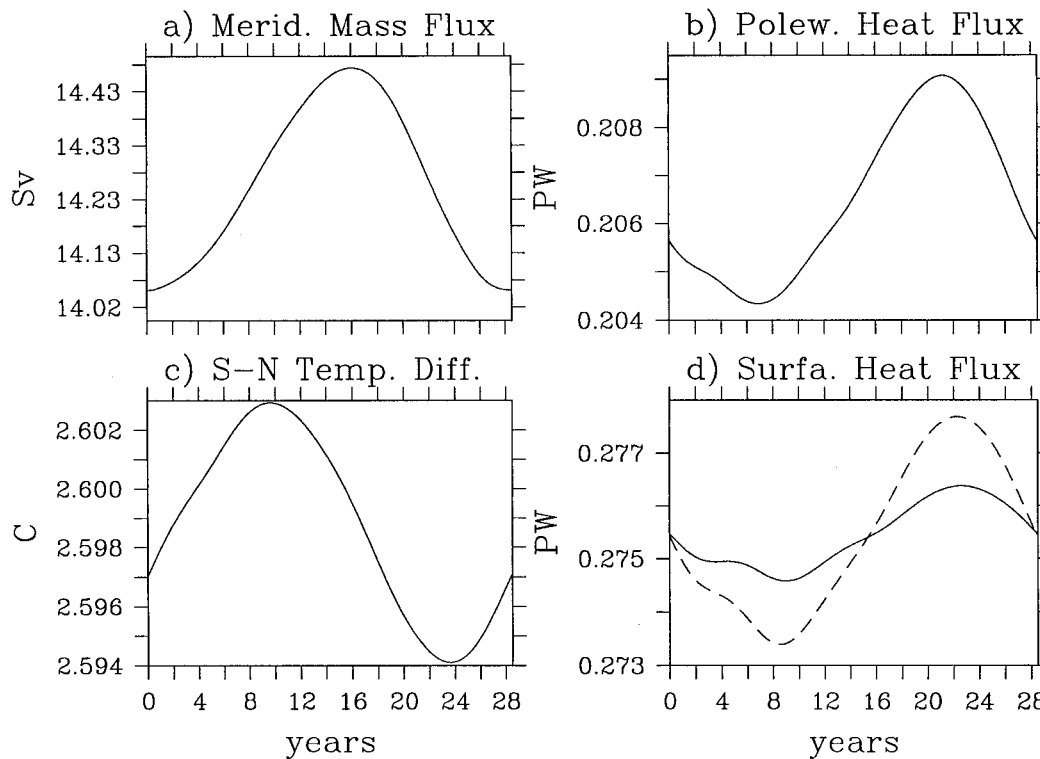 a) Merid. Mass Flux
14.43
14.33
14.23
14.13
14.02
Sv
b) Polew. Heat Flux
0.208
0.206
0.204
PW
c) S-N Temp. Diff.
2.602
2.600
2.598
2.596
2.594
C
0 4 8 12 16 20 24 28
years
d) Surfa. Heat Flux
0.277
0.275
0.273
PW
0 4 8 12 16 20 24 28
years